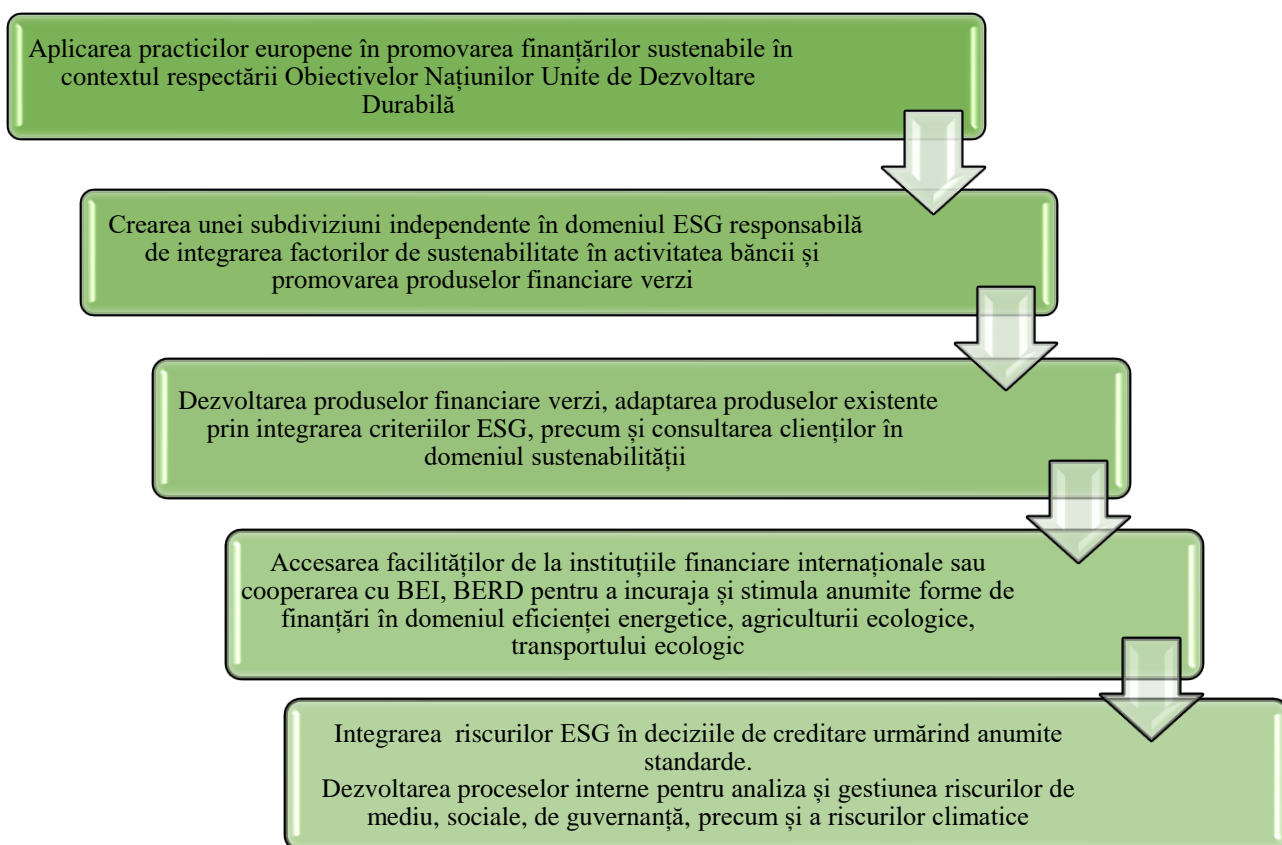 Aplicarea practicilor europene în promovarea finanțărilor sustenabile în
contextul respectării Obiectivelor Națiunilor Unite de Dezvoltare
Durabilă
Crearea unei subdiviziuni independente în domeniul ESG responsabilă
de integrarea factorilor de sustenabilitate în activitatea băncii și
promovarea produselor financiare verzi
Dezvoltarea produselor financiare verzi, adaptarea produselor existente
prin integrarea criteriilor ESG, precum și consultarea clienților în
domeniul sustenabilității
Accesarea facilităților de la instituțiile financiare internaționale sau
cooperarea cu BEI, BERD pentru a incuraja și stimula anumite forme de
finanțări în domeniul eficienței energetice, agriculturii ecologice,
transportului ecologic
Integrarea riscurilor ESG în deciziile de creditare urmărind anumite
standarde.
Dezvoltarea proceselor interne pentru analiza și gestiunea riscurilor de
mediu, sociale, de guvernanță, precum și a riscurilor climatice